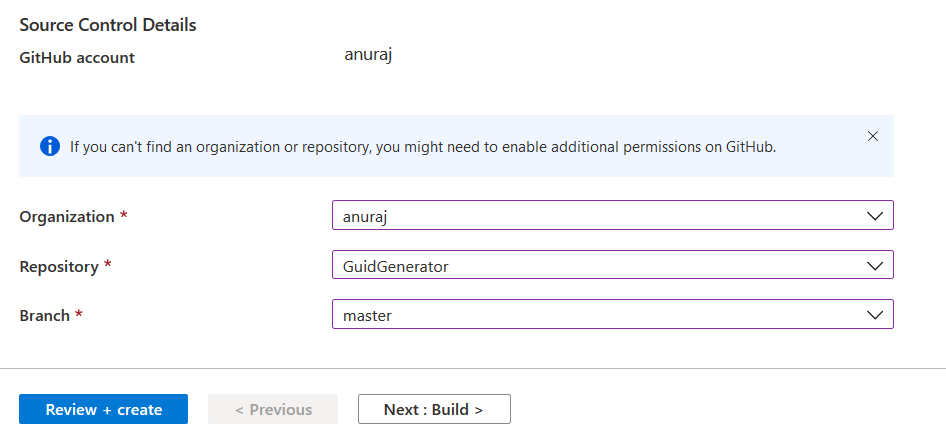 Source Control Details
GitHub account anuraj
If you can't find an organization or repository, you might need to enable additional permissions on GitHub.
Organization * anuraj
Repository * GuidGenerator
Branch * master
Review + create < Previous Next : Build >